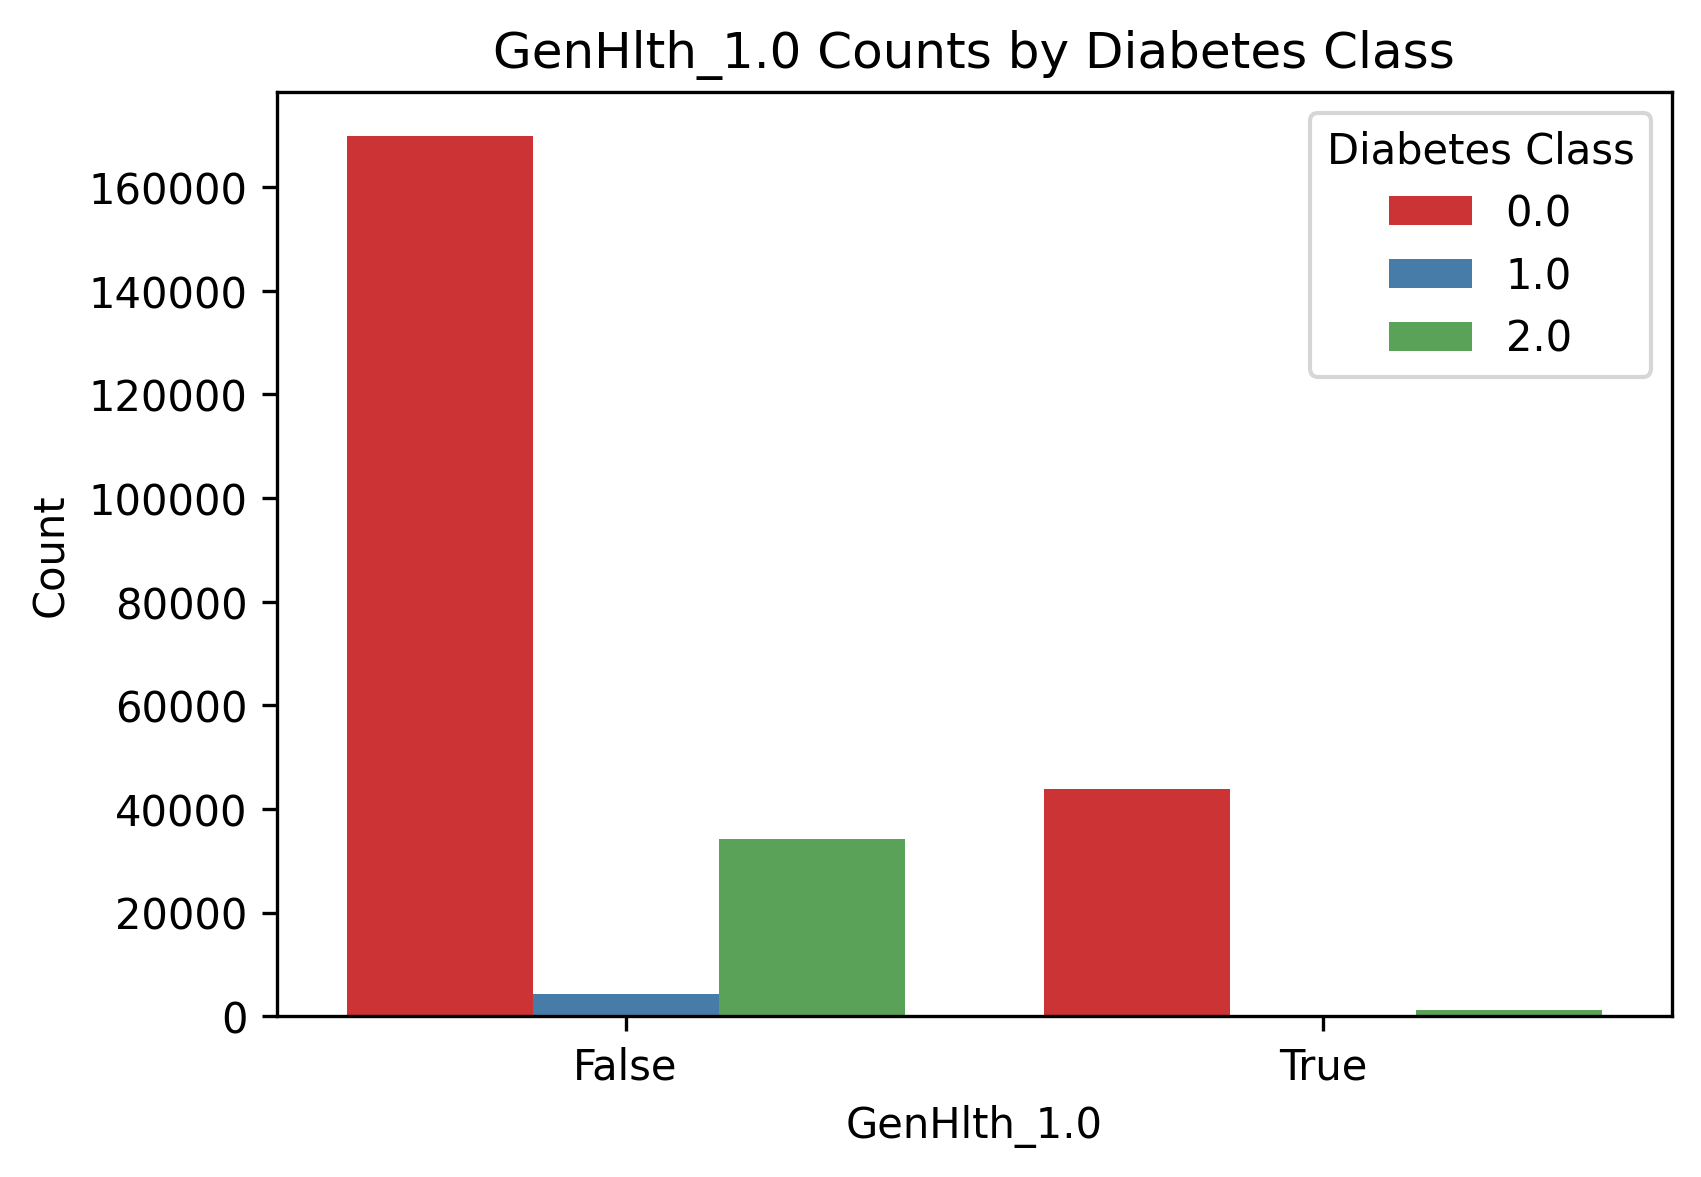 GenHlth_1.0 Counts by Diabetes Class
Diabetes Class
0.0
1.0
2.0
Count
160000
140000
120000
100000
80000
60000
40000
20000
0
False
True
GenHlth_1.0